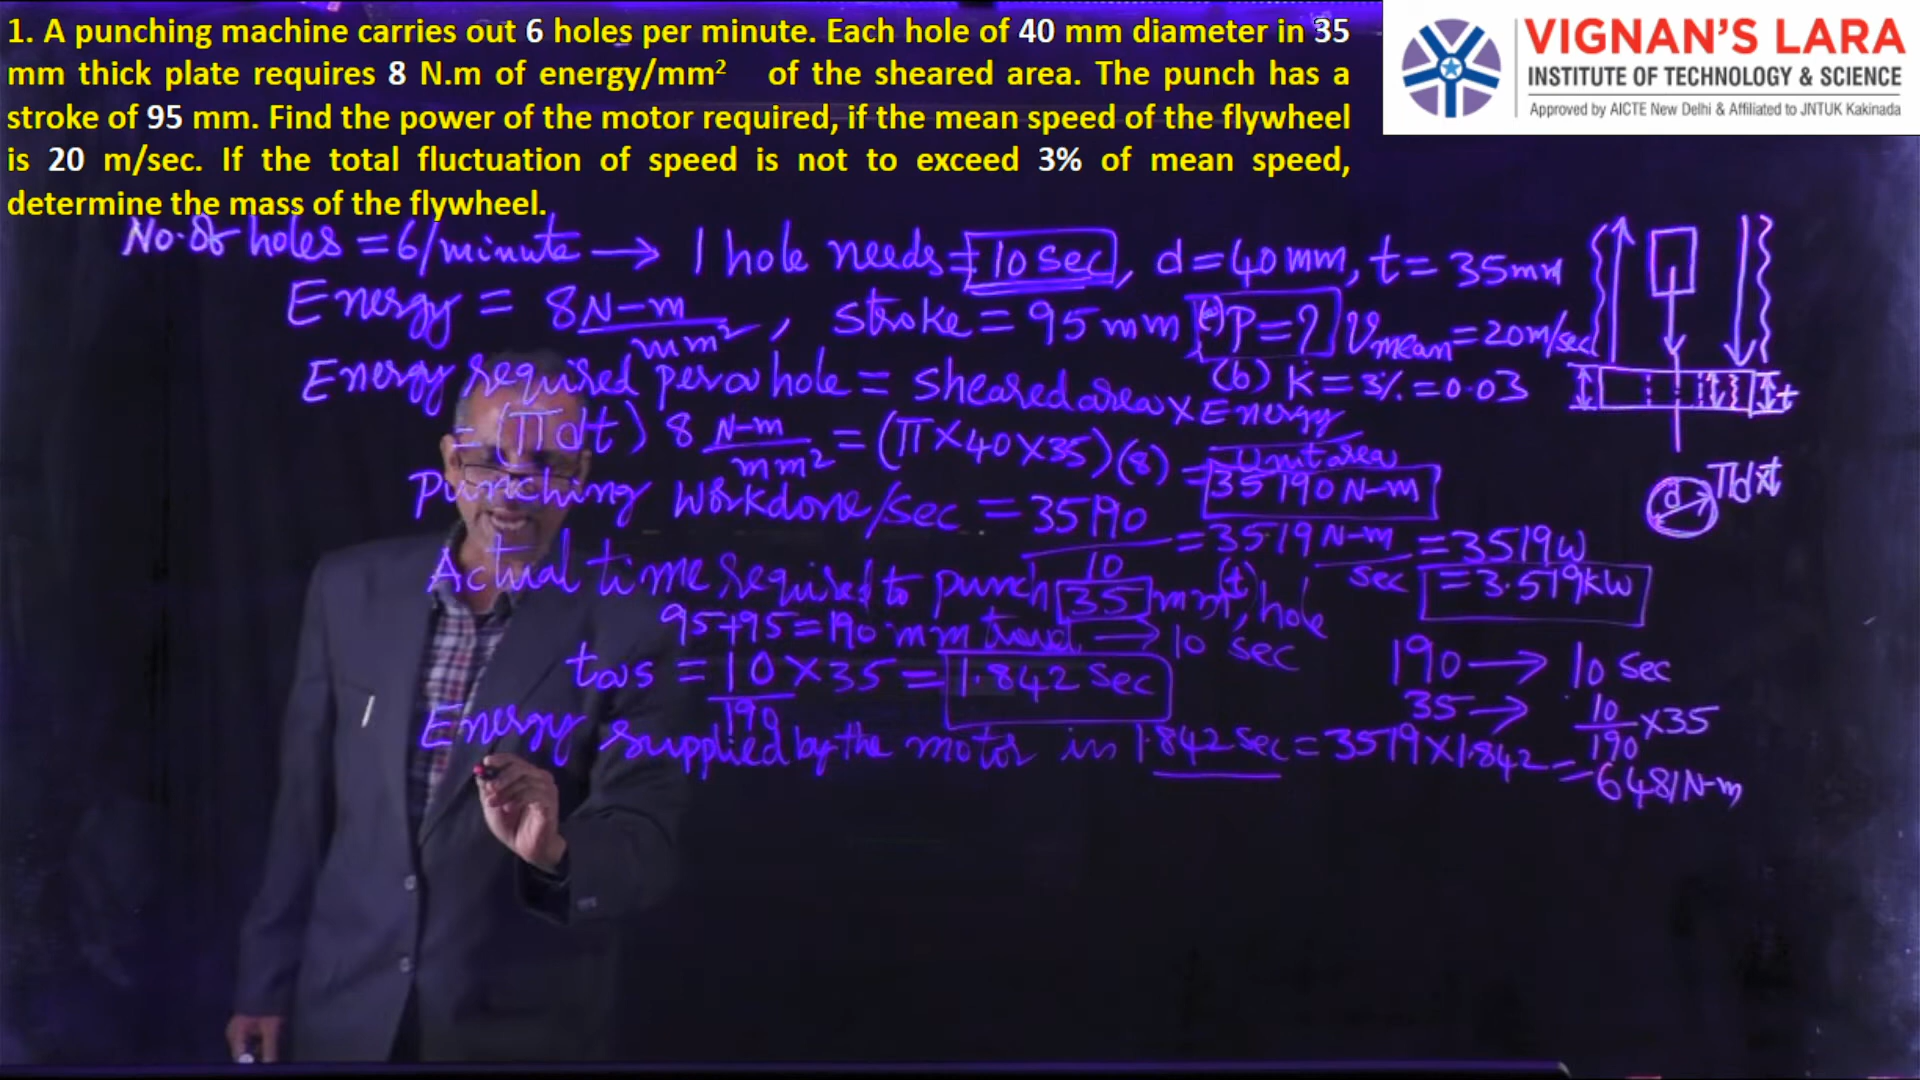 1. A punching machine carries out 6 holes per minute. Each hole of 40 mm diameter in 35
mm thick plate requires 8 N.m of energy/mm² of the sheared area. The punch has a
stroke of 95 mm. Find the power of the motor required, if the mean speed of the flywheel
is 20 m/sec. If the total fluctuation of speed is not to exceed 3% of mean speed,
determine the mass of the flywheel.
VIGNAN'S LARA
INSTITUTE OF TECHNOLOGY & SCIENCE
Approved by AICTE New Delhi & Affiliated to JNTUK Kakinada
No. of holes = 6/minute → 1 hole needs = 10 sec, d = 40 mm, t = 35 mm
Energy = 8 N-m/mm², stroke = 95 mm (a) P = ? Vmean = 20 m/sec
(b) K = 3% = 0.03
Energy required per a hole = sheared area × Energy/Unit area
= (πdt) 8 N-m/mm² = (π×40×35)(8) = 35190 N-m
t
d πd×t
Punching Workdone/sec = 35190/10 = 3519 N-m/sec = 3519 W
= 3.519 kW
Actual time required to punch 35 mm (t), hole
95+95 = 190 mm travel → 10 sec
190 → 10 sec
as = 10/190 × 35 = 1.842 sec
35 → 10/190 × 35
Energy supplied by the motor in 1.842 sec = 3519 × 1.842 = 6481 N-m